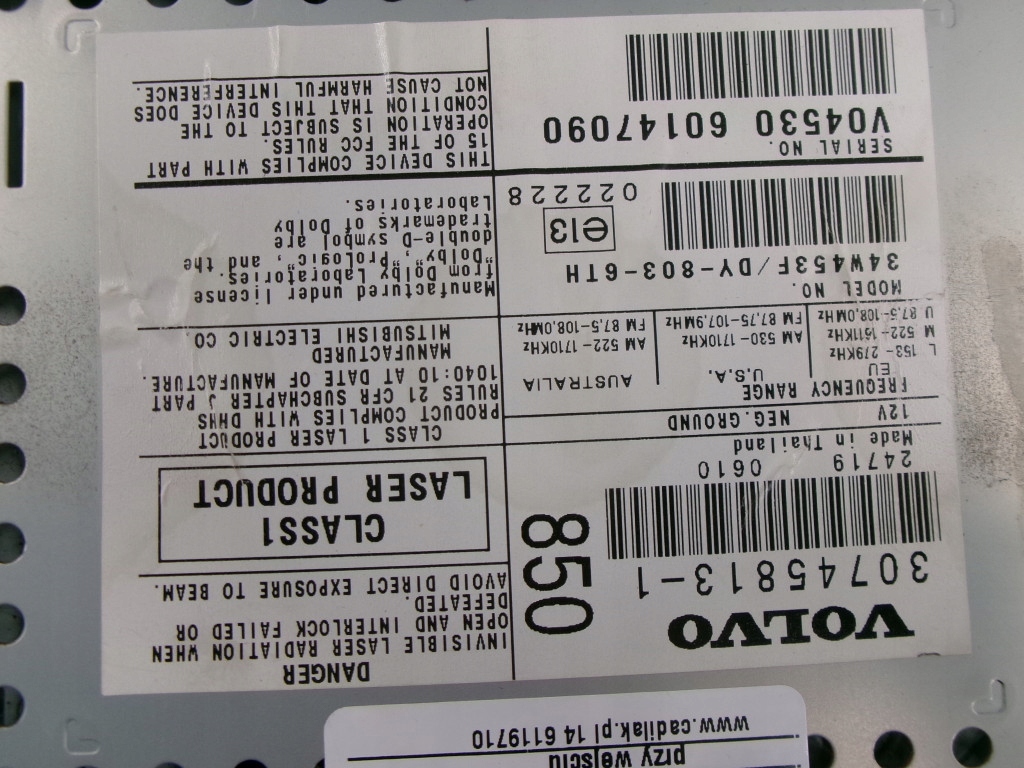 przy wejściu
www.cadilak.pl 14 6119710
VOLVO
30745813-1
850
24719 0610
Made in Thailand
12V NEG.GROUND
FREQUENCY RANGE
EU
L 153- 279KHz
M 522-1611KHz
U 87.5-108.0MHz
U.S.A.
AM 530-1710KHz
FM 87.75-107.9MHz
AUSTRALIA
AM 522-1710KHz
FM 87.5-108.0MHz
MODEL NO.
34W453F/DY-803-6TH
e13
02228
SERIAL NO.
V04530 60147090
DANGER
INVISIBLE LASER RADIATION WHEN
OPEN AND INTERLOCK FAILED OR
DEFEATED.
AVOID DIRECT EXPOSURE TO BEAM.
CLASS1
LASER PRODUCT
CLASS 1 LASER PRODUCT
PRODUCT COMPLIES WITH DHHS
RULES 21 CFR SUBCHAPTER J PART
1040:10 AT DATE OF MANUFACTURE.
MANUFACTURED
MITSUBISHI ELECTRIC CO.
Manufactured under license
from Dolby Laboratories.
"Dolby", "ProLogic", and the
double-D symbol are
trademarks of Dolby
Laboratories.
THIS DEVICE COMPLIES WITH PART
15 OF THE FCC RULES.
OPERATION IS SUBJECT TO THE
CONDITION THAT THIS DEVICE DOES
NOT CAUSE HARMFUL INTERFERENCE.